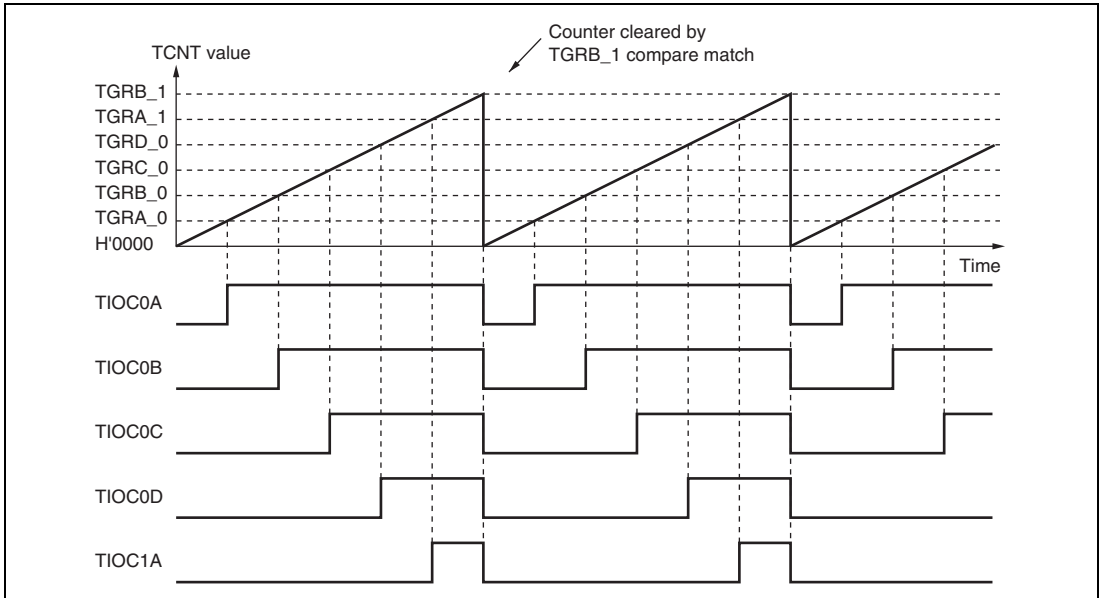 Counter cleared by
TGRB_1 compare match
TCNT value
TGRB_1
TGRA_1
TGRD_0
TGRC_0
TGRB_0
TGRA_0
H'0000
Time
TIOC0A
TIOC0B
TIOC0C
TIOC0D
TIOC1A